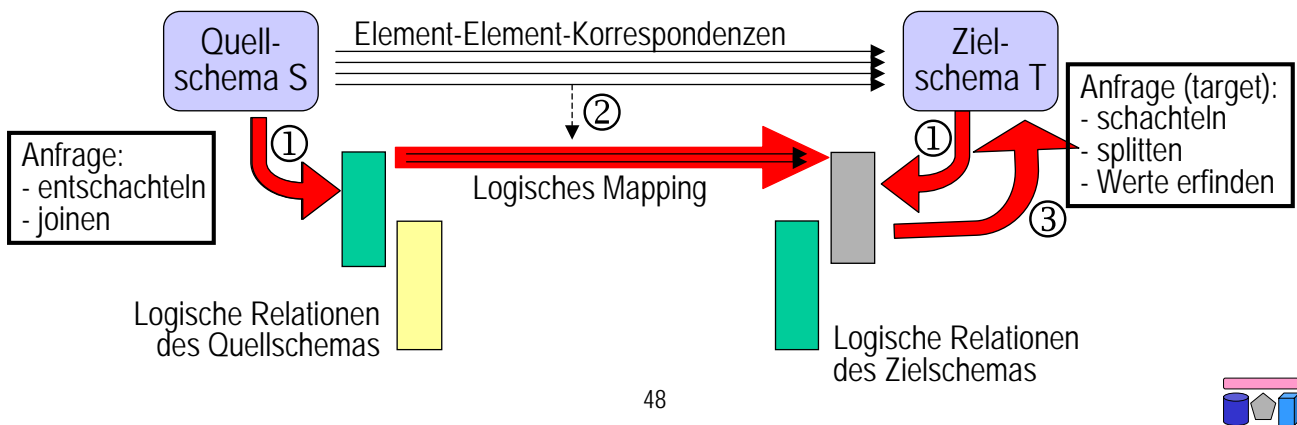 Quell-
schema S
Element-Element-Korrespondenzen
Ziel-
schema T
Anfrage (target):
- schachteln
- splitten
- Werte erfinden
①
②
①
Anfrage:
- entschachteln
- joinen
Logisches Mapping
③
Logische Relationen
des Quellschemas
Logische Relationen
des Zielschemas
48